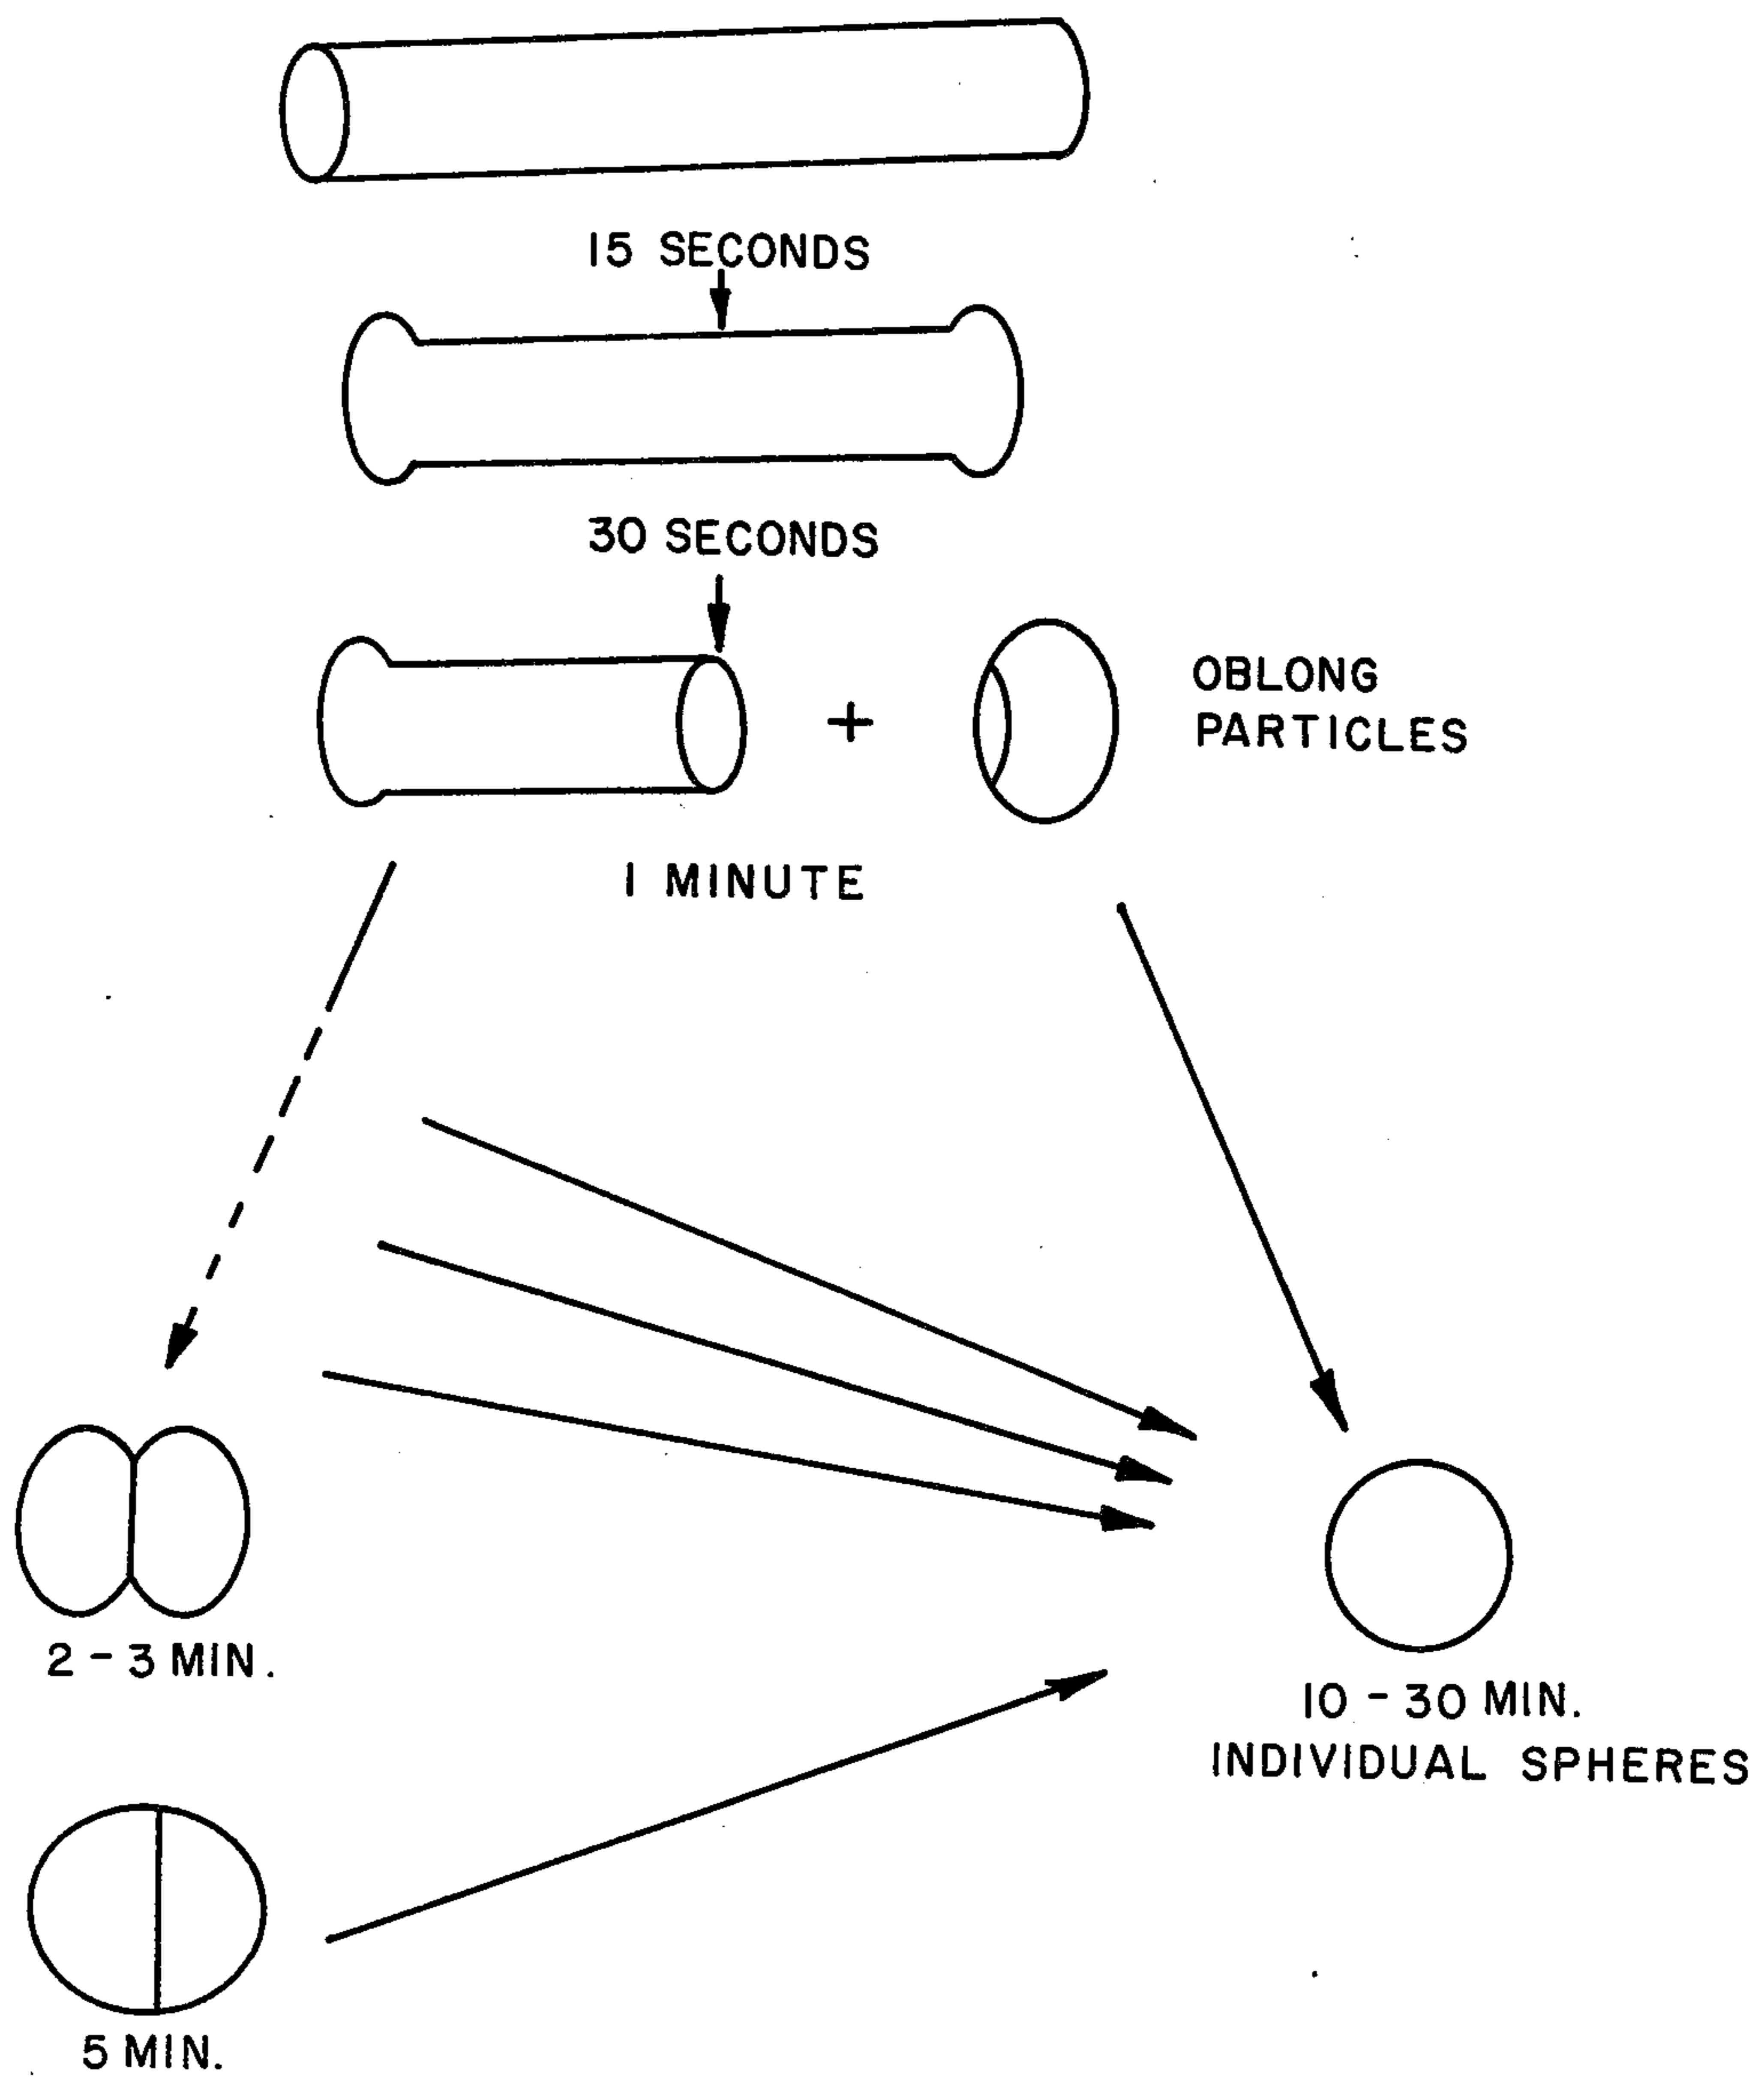 15 SECONDS
30 SECONDS
+
OBLONG
PARTICLES
1 MINUTE
2-3 MIN.
10-30 MIN.
INDIVIDUAL SPHERES
5 MIN.